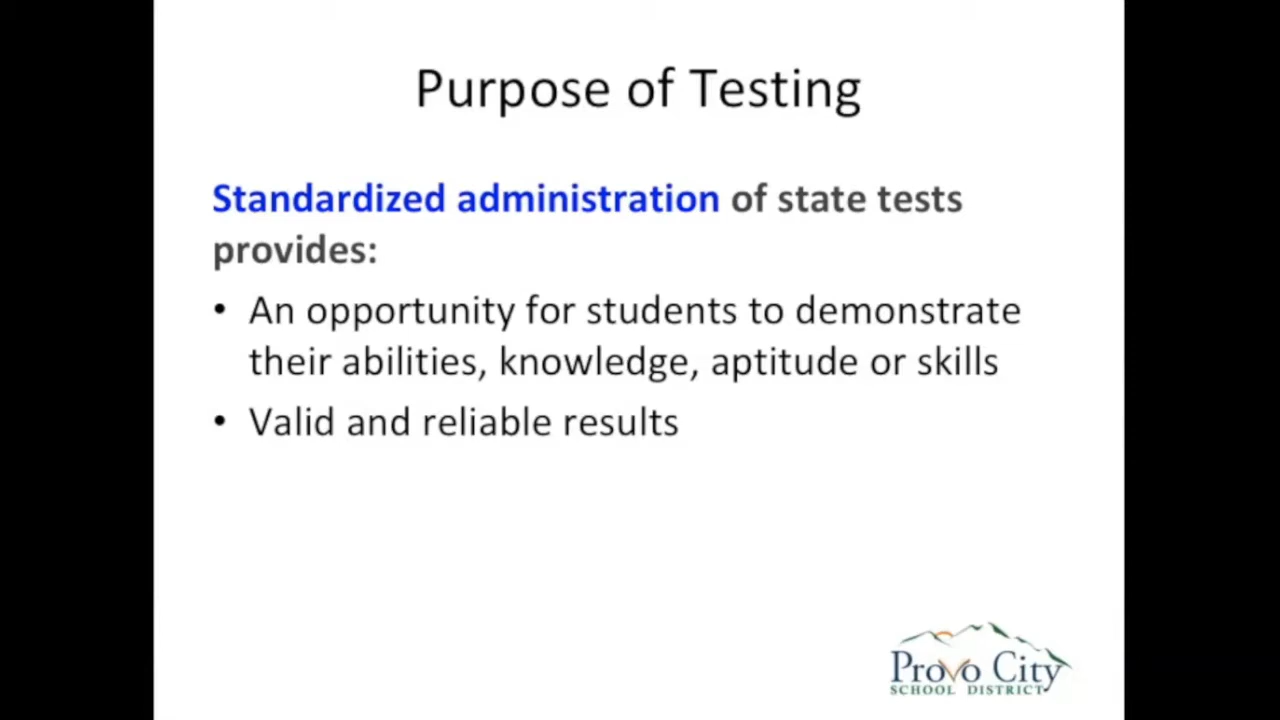 Purpose of Testing
Standardized administration of state tests
provides:
• An opportunity for students to demonstrate
their abilities, knowledge, aptitude or skills
• Valid and reliable results
Provo City
SCHOOL DISTRICT